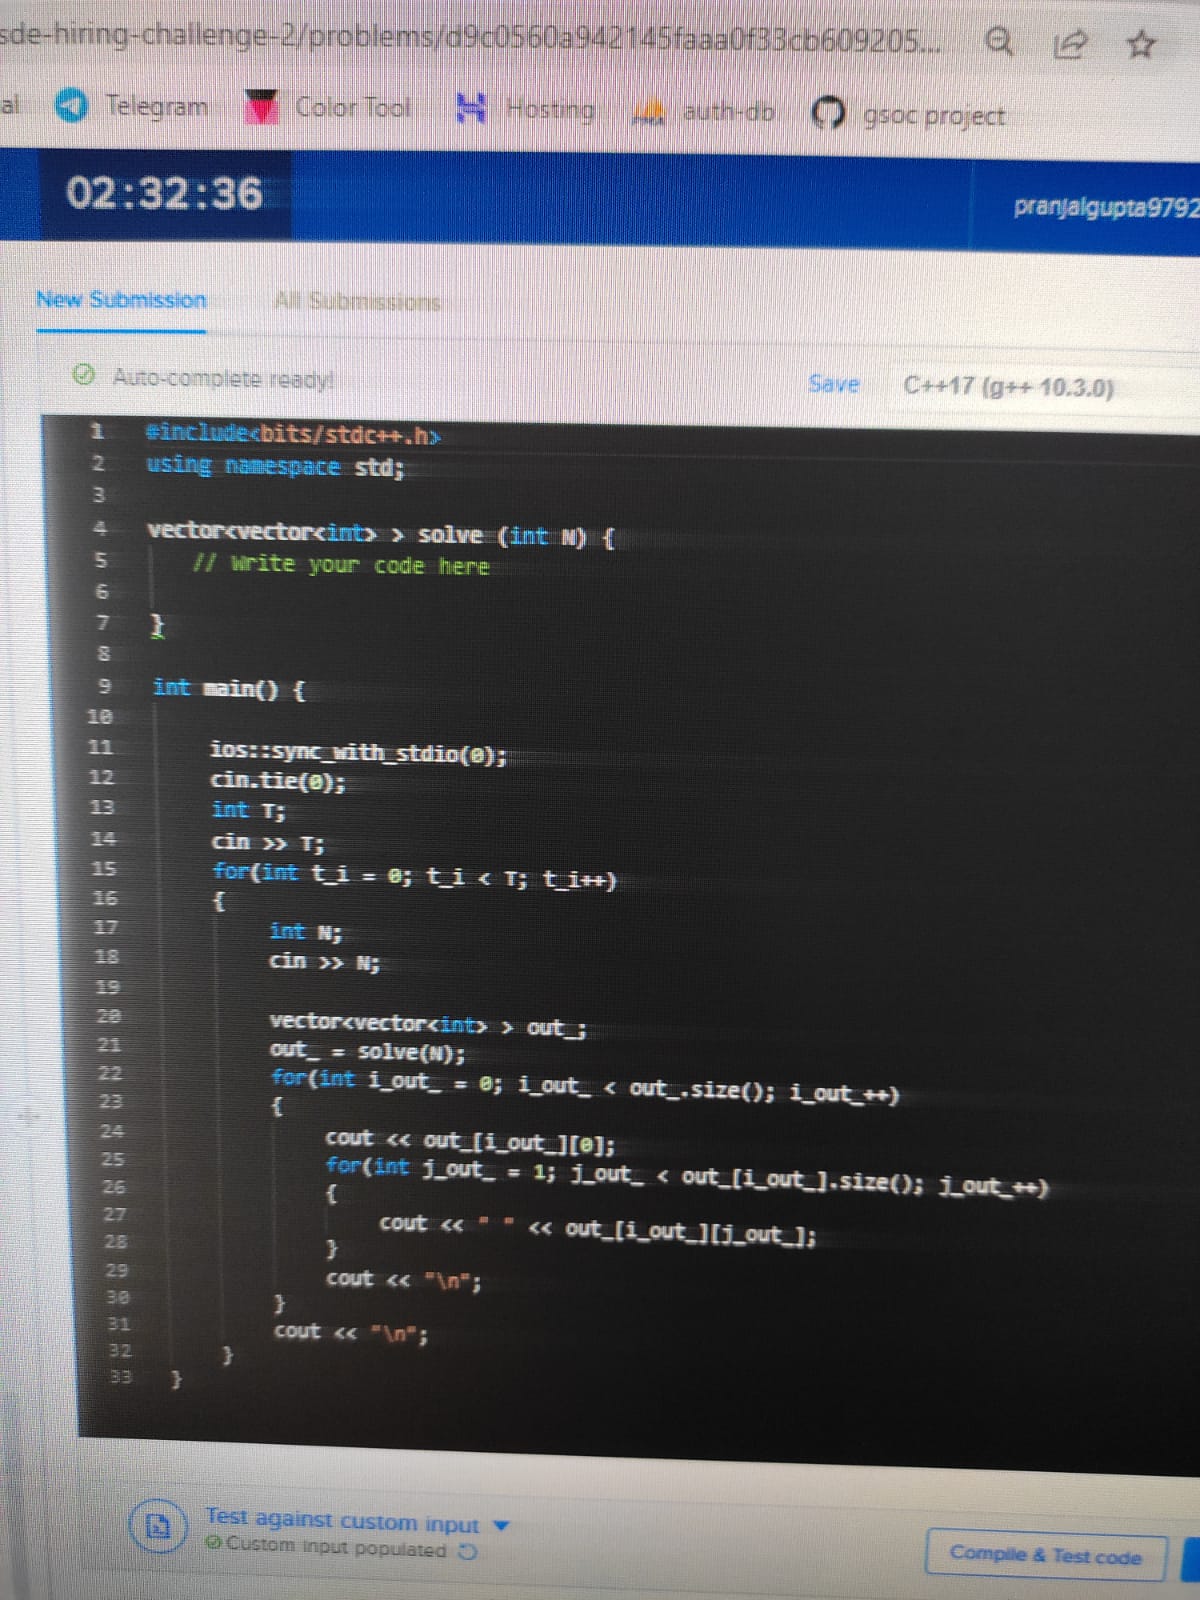 sde-hiring-challenge-2/problems/d9c0560a942145faaa0f33cb609205...
al Telegram Color Tool Hosting auth-db gsoc project
02:32:36 pranjalgupta9792
New Submission All Submissions
Auto-complete ready! Save C++17 (g++ 10.3.0)
1 #include<bits/stdc++.h>
2 using namespace std;
3
4 vector<vector<int> > solve (int N) {
5 // Write your code here
6
7 }
8
9 int main() {
10
11 ios::sync_with_stdio(0);
12 cin.tie(0);
13 int T;
14 cin >> T;
15 for(int t_i = 0; t_i < T; t_i++)
16 {
17 int N;
18 cin >> N;
19
20 vector<vector<int> > out_;
21 out_ = solve(N);
22 for(int i_out_ = 0; i_out_ < out_.size(); i_out_++)
23 {
24 cout << out_[i_out_][0];
25 for(int j_out_ = 1; j_out_ < out_[i_out_].size(); j_out_++)
26 {
27 cout << " " << out_[i_out_][j_out_];
28 }
29 cout << "\n";
30 }
31 cout << "\n";
32 }
33 }
Test against custom input
Custom input populated
Compile & Test code